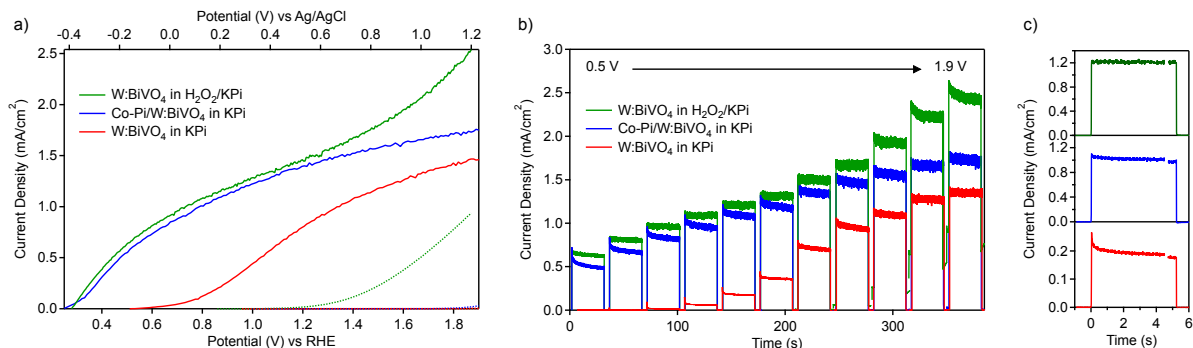 a)
Potential (V) vs Ag/AgCl
-0.4 -0.2 0.0 0.2 0.4 0.6 0.8 1.0 1.2
2.5
2.0
1.5
1.0
0.5
0.0
Current Density (mA/cm²)
W:BiVO₄ in H₂O₂/KPi
Co-Pi/W:BiVO₄ in KPi
W:BiVO₄ in KPi
0.4 0.6 0.8 1.0 1.2 1.4 1.6 1.8
Potential (V) vs RHE
b)
3.0
2.5
2.0
1.5
1.0
0.5
0.0
Current Density (mA/cm²)
0.5 V 1.9 V
W:BiVO₄ in H₂O₂/KPi
Co-Pi/W:BiVO₄ in KPi
W:BiVO₄ in KPi
0 100 200 300
Time (s)
c)
Current Density (mA/cm²)
1.2
0.8
0.4
0.0
1.2
0.8
0.4
0.0
0.2
0.1
0.0
0 2 4 6
Time (s)